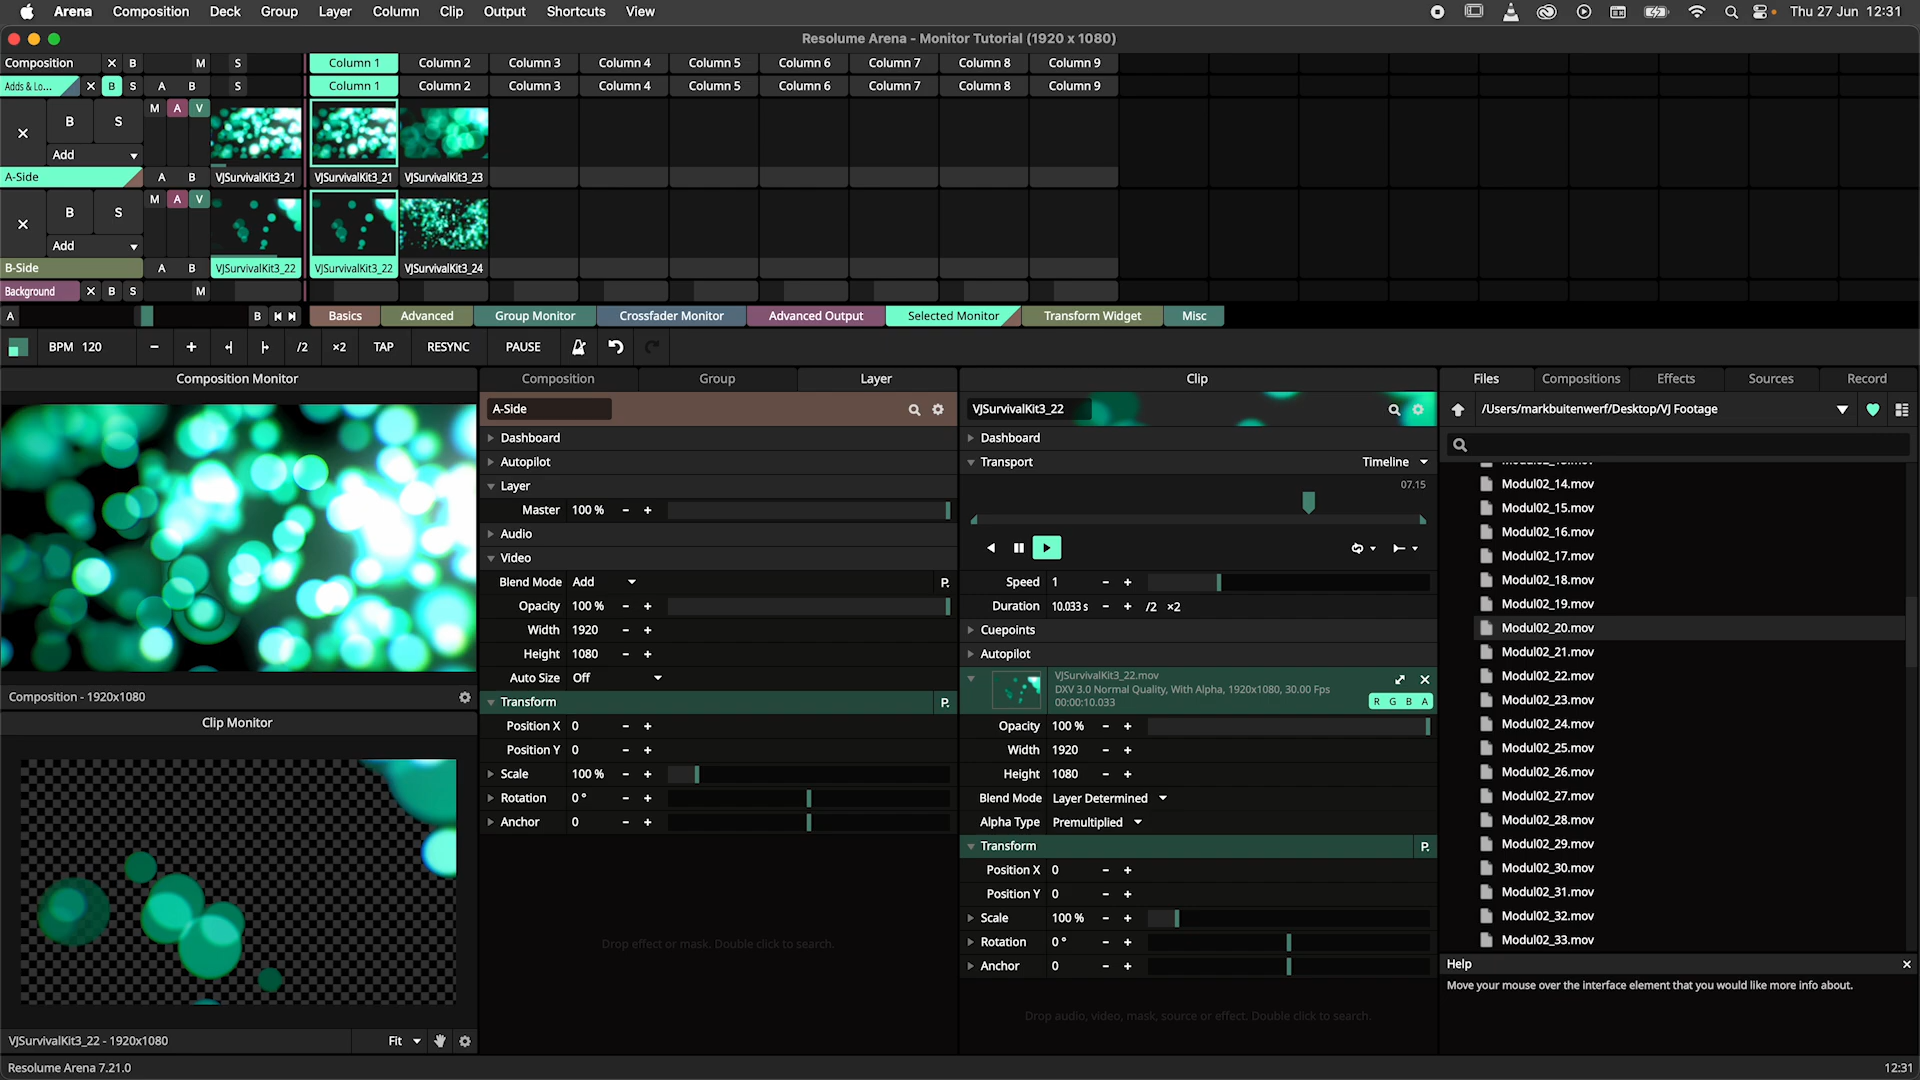 Arena Composition Deck Group Layer Column Clip Output Shortcuts View Thu 27 Jun 12:31
Resolume Arena - Monitor Tutorial (1920 x 1080)
Composition B M S Column 1 Column 2 Column 3 Column 4 Column 5 Column 6 Column 7 Column 8 Column 9
Adds & Lo... B S A B S Column 1 Column 2 Column 3 Column 4 Column 5 Column 6 Column 7 Column 8 Column 9
M A V
B S
Add
A-Side A B VJSurvivalKit3_21 VJSurvivalKit3_21 VJSurvivalKit3_23
M A V
B S
Add
B-Side A B VJSurvivalKit3_22 VJSurvivalKit3_22 VJSurvivalKit3_24
Background B S M
A B Basics Advanced Group Monitor Crossfader Monitor Advanced Output Selected Monitor Transform Widget Misc
BPM 120 - + /2 ×2 TAP RESYNC PAUSE
Composition Monitor
Composition - 1920x1080
Clip Monitor
VJSurvivalKit3_22 - 1920x1080 Fit
Composition Group Layer
A-Side
Dashboard
Autopilot
Layer
Master 100 % - +
Audio
Video
Blend Mode Add P.
Opacity 100 % - +
Width 1920 - +
Height 1080 - +
Auto Size Off
Transform P.
Position X 0 - +
Position Y 0 - +
Scale 100 % - +
Rotation 0 ° - +
Anchor 0 - +
Drop effect or mask. Double click to search.
Clip
VJSurvivalKit3_22
Dashboard
Transport Timeline
07.15
Speed 1 - +
Duration 10.033 s - + /2 ×2
Cuepoints
Autopilot
VJSurvivalKit3_22.mov
DXV 3.0 Normal Quality, With Alpha, 1920x1080, 30.00 Fps
00:00:10.033 R G B A
Opacity 100 % - +
Width 1920 - +
Height 1080 - +
Blend Mode Layer Determined
Alpha Type Premultiplied
Transform P.
Position X 0 - +
Position Y 0 - +
Scale 100 % - +
Rotation 0 ° - +
Anchor 0 - +
Drop audio, video, mask, source or effect. Double click to search.
Files Compositions Effects Sources Record
/Users/markbuitenwerf/Desktop/VJ Footage
Modul02_14.mov
Modul02_15.mov
Modul02_16.mov
Modul02_17.mov
Modul02_18.mov
Modul02_19.mov
Modul02_20.mov
Modul02_21.mov
Modul02_22.mov
Modul02_23.mov
Modul02_24.mov
Modul02_25.mov
Modul02_26.mov
Modul02_27.mov
Modul02_28.mov
Modul02_29.mov
Modul02_30.mov
Modul02_31.mov
Modul02_32.mov
Modul02_33.mov
Help
Move your mouse over the interface element that you would like more info about.
Resolume Arena 7.21.0 12:31